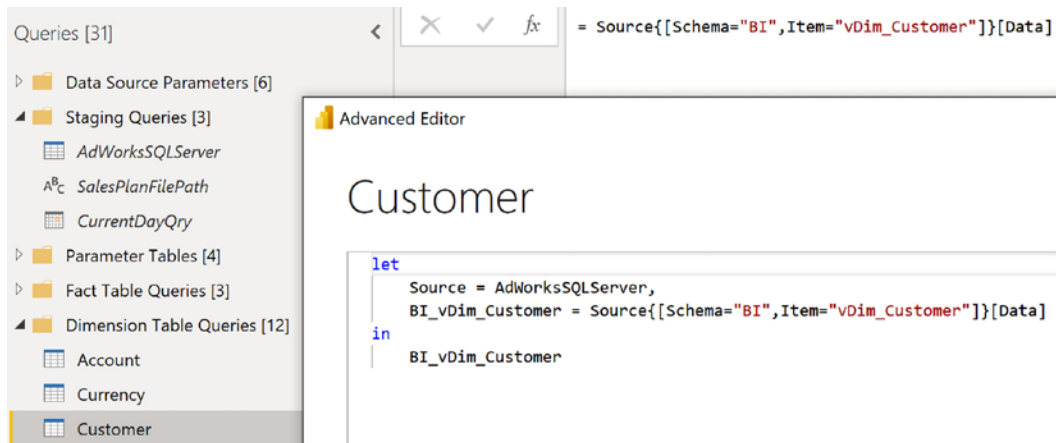 Queries [31]
fx
= Source{[Schema="BI",Item="vDim_Customer"]}[Data]
Data Source Parameters [6]
Staging Queries [3]
AdWorksSQLServer
ABC SalesPlanFilePath
CurrentDayQry
Parameter Tables [4]
Fact Table Queries [3]
Dimension Table Queries [12]
Account
Currency
Customer
Advanced Editor
Customer
let
Source = AdWorksSQLServer,
BI_vDim_Customer = Source{[Schema="BI",Item="vDim_Customer"]}[Data]
in
BI_vDim_Customer